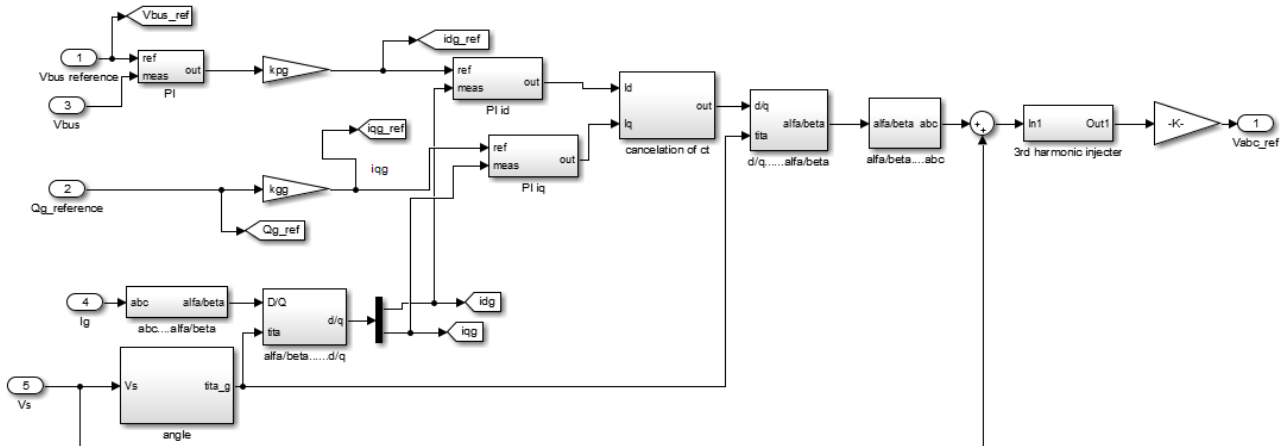 Vbus_ref
1
Vbus reference
3
Vbus
ref
meas
out
PI
kpg
idg_ref
ref
meas
out
PI id
iqg_ref
iqg
ref
meas
out
PI iq
2
Qg_reference
kgg
Qg_ref
Id
Iq
out
cancelation of ct
d/q
tita
alfa/beta
d/q......alfa/beta
alfa/beta abc
alfa/beta....abc
+
+
In1 Out1
3rd harmonic injecter
-K-
1
Vabc_ref
4
Ig
abc alfa/beta
abc....alfa/beta
D/Q
tita
d/q
alfa/beta......d/q
idg
iqg
5
Vs
Vs tita_g
angle